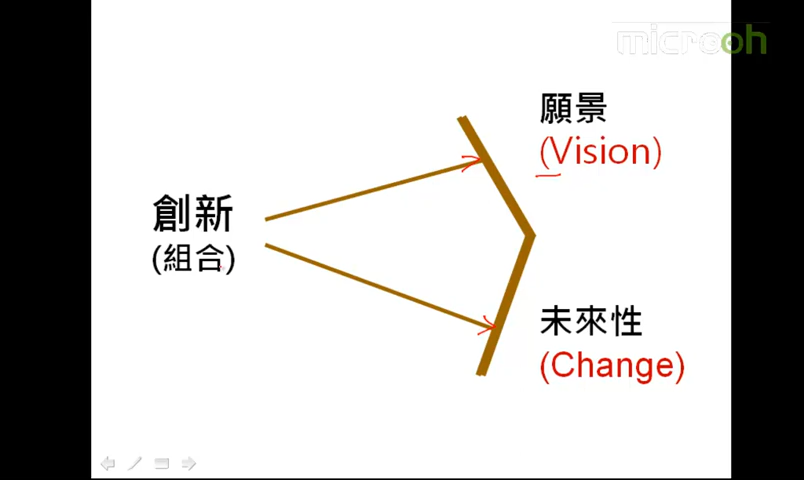 microoh
願景
(Vision)
創新
(組合)
未來性
(Change)